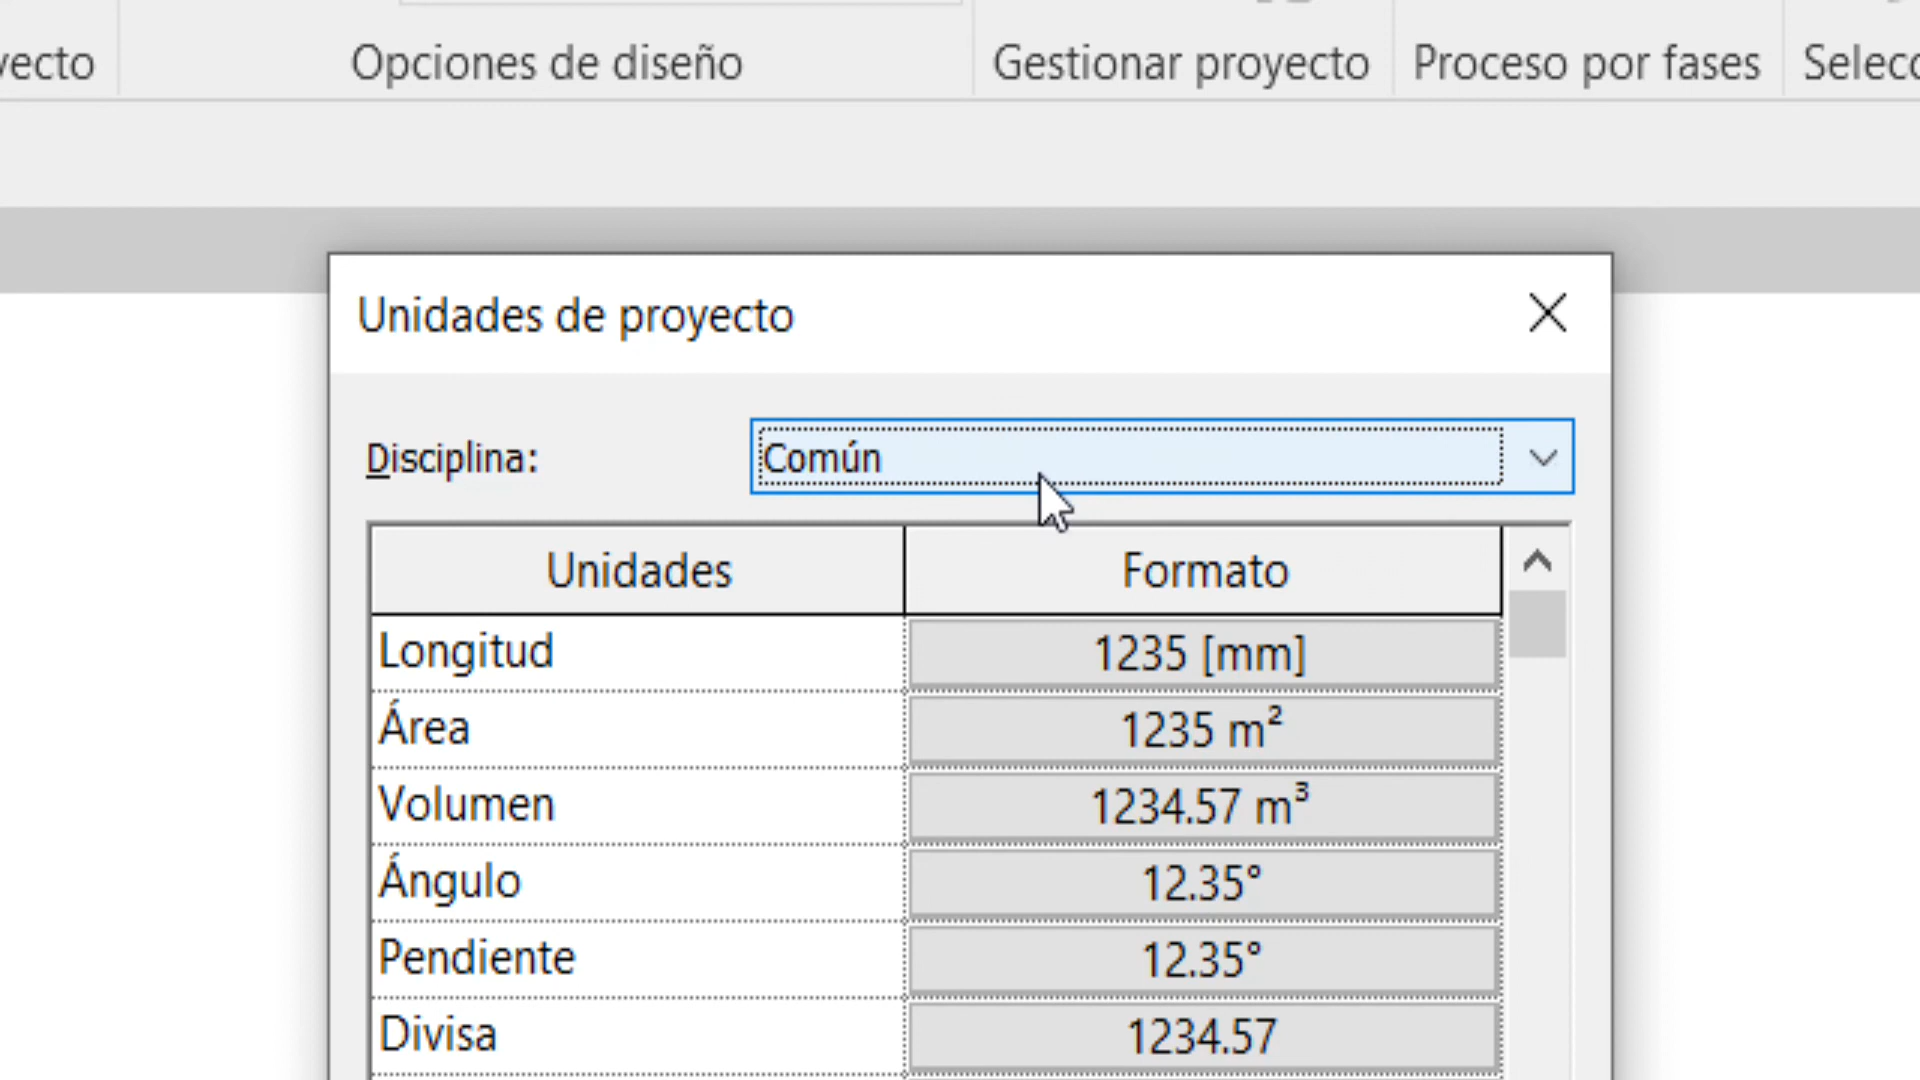 Opciones de diseño
Gestionar proyecto
Proceso por fases
Unidades de proyecto
Disciplina:
Común
Unidades
Formato
Longitud
1235 [mm]
Área
1235 m²
Volumen
1234.57 m³
Ángulo
12.35°
Pendiente
12.35°
Divisa
1234.57